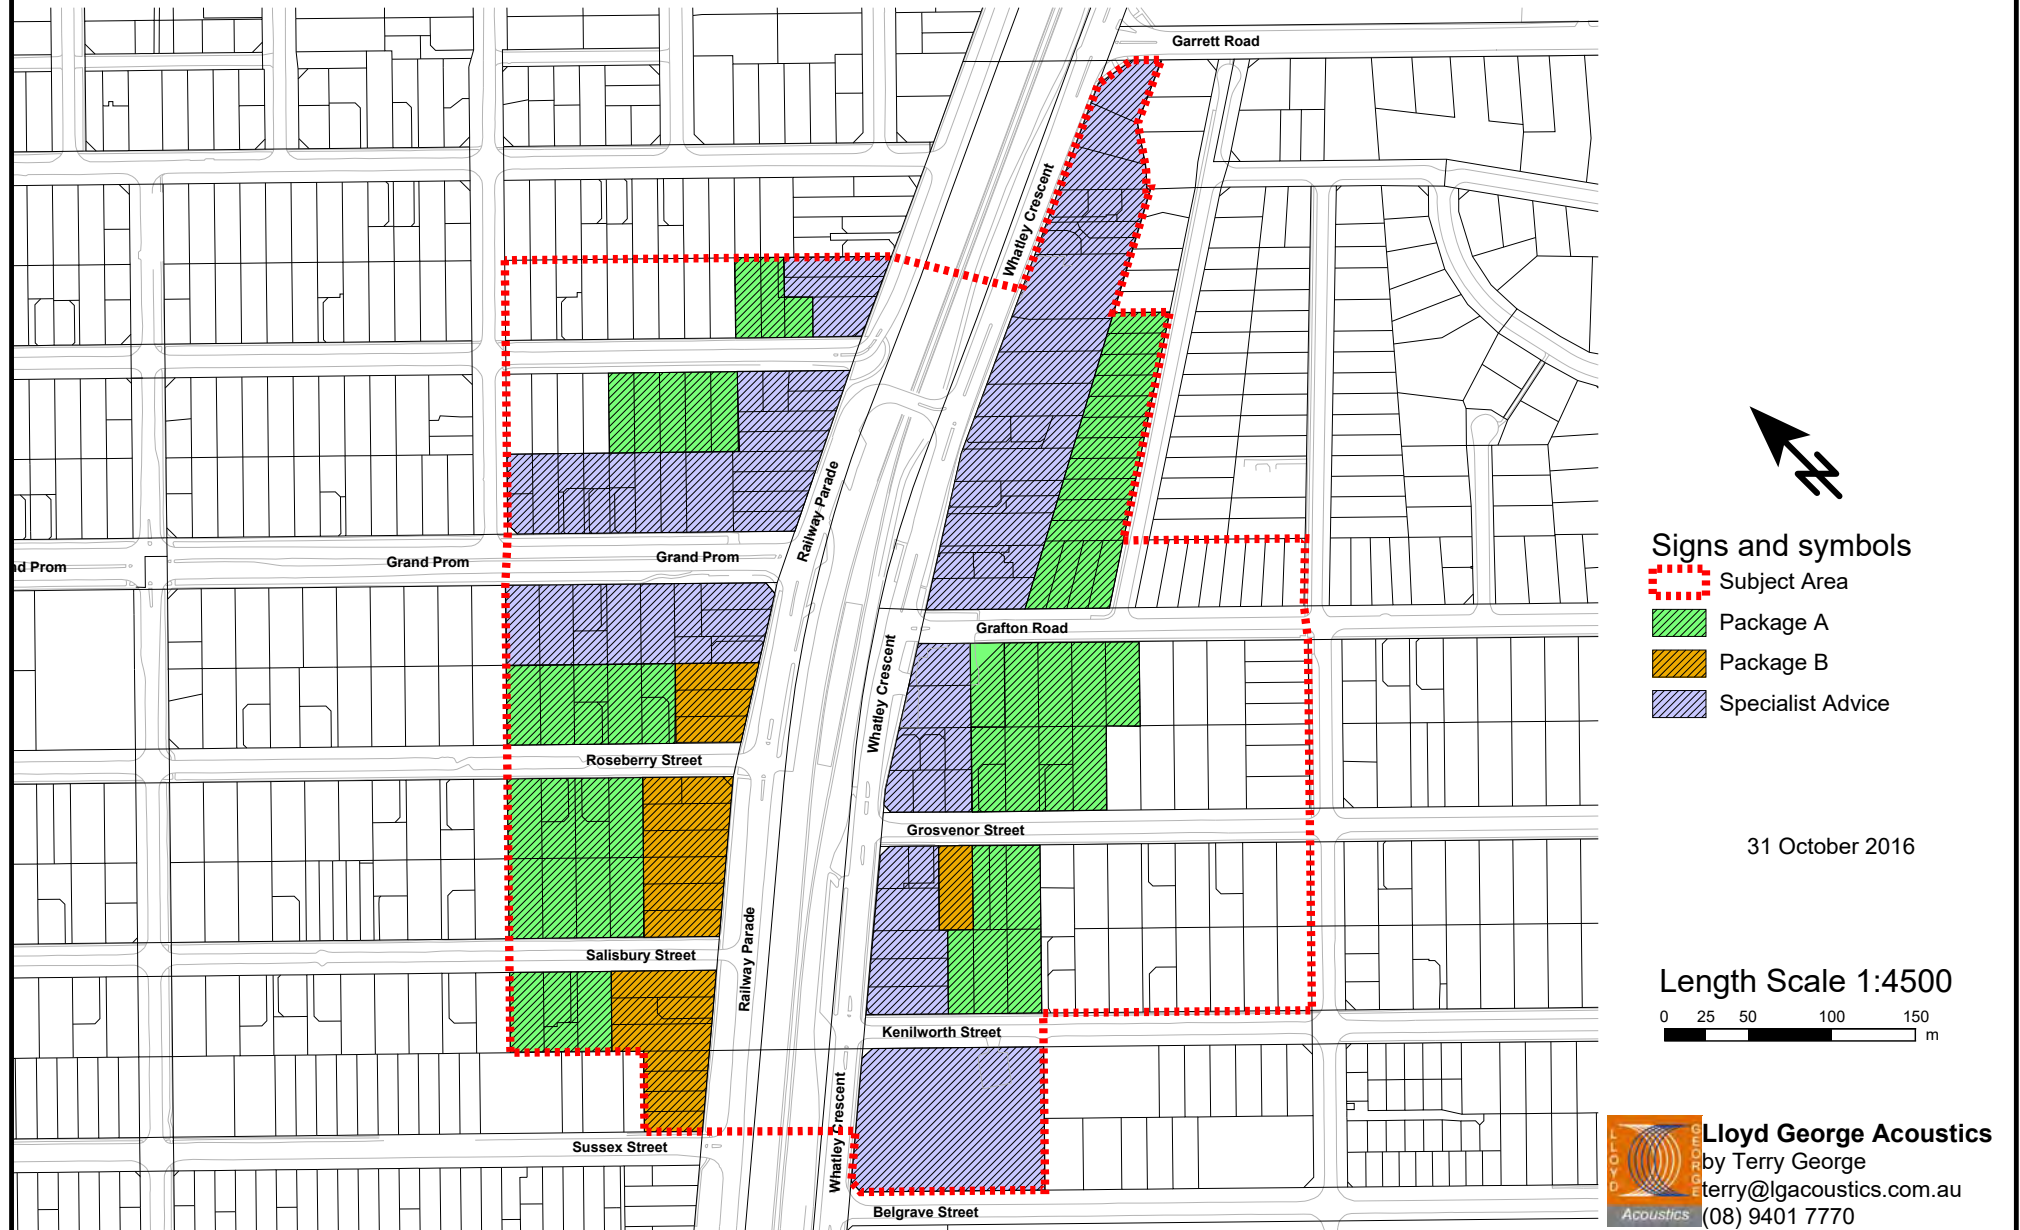 Garrett Road
Whatley Crescent
Railway Parade
nd Prom
Grand Prom
Grand Prom
Grafton Road
Whatley Crescent
Roseberry Street
Grosvenor Street
Railway Parade
Salisbury Street
Kenilworth Street
Whatley Crescent
Sussex Street
Belgrave Street
Signs and symbols
Subject Area
Package A
Package B
Specialist Advice
31 October 2016
Length Scale 1:4500
0 25 50 100 150
m
LLOYD
GEORGE
Acoustics
Lloyd George Acoustics
by Terry George
terry@lgacoustics.com.au
(08) 9401 7770